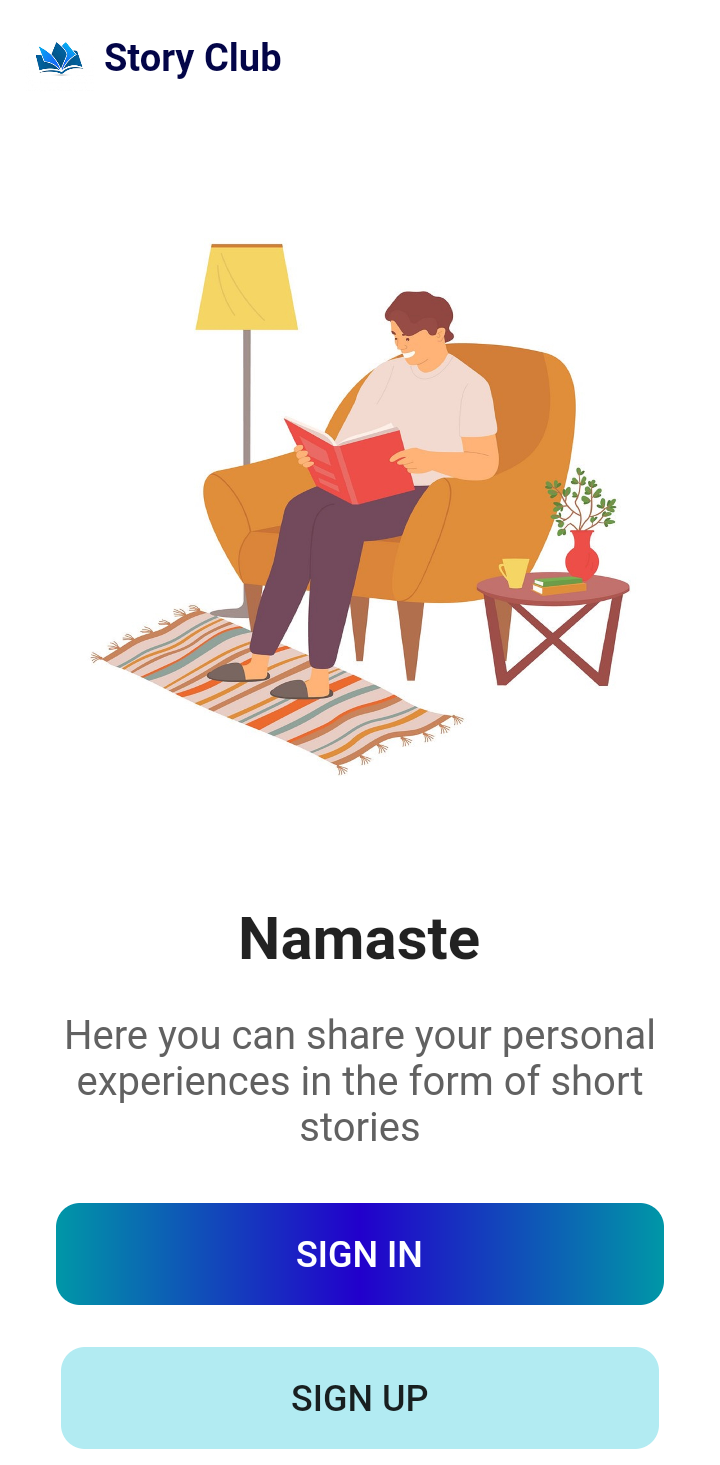 Story Club
Namaste
Here you can share your personal
experiences in the form of short
stories
SIGN IN
SIGN UP